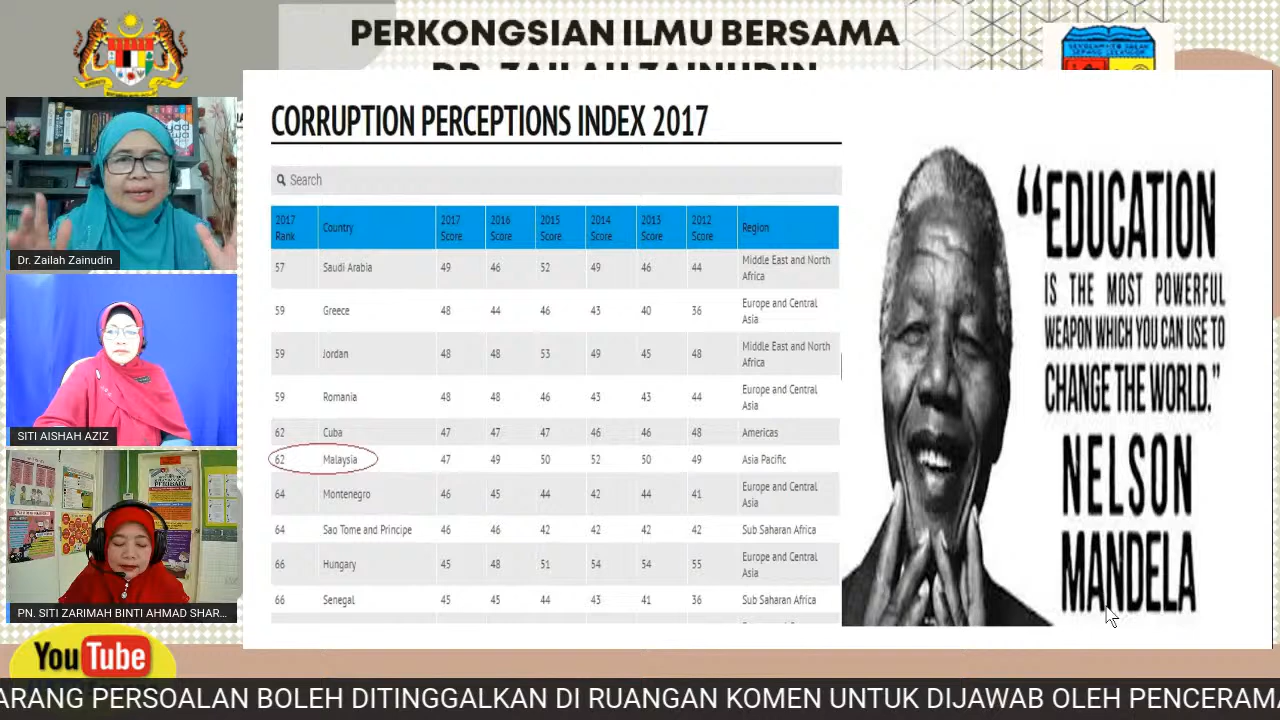 PERKONGSIAN ILMU BERSAMA
DR. ZAILAH ZAINUDIN
Dr. Zailah Zainudin
SITI AISHAH AZIZ
PN. SITI ZARIMAH BINTI AHMAD SHAR...
CORRUPTION PERCEPTIONS INDEX 2017
Search
2017 Rank Country 2017 Score 2016 Score 2015 Score 2014 Score 2013 Score 2012 Score Region
57 Saudi Arabia 49 46 52 49 46 44 Middle East and North Africa
59 Greece 48 44 46 43 40 36 Europe and Central Asia
59 Jordan 48 48 53 49 45 48 Middle East and North Africa
59 Romania 48 48 46 43 43 44 Europe and Central Asia
62 Cuba 47 47 47 46 46 48 Americas
62 Malaysia 47 49 50 52 50 49 Asia Pacific
64 Montenegro 46 45 44 42 44 41 Europe and Central Asia
64 Sao Tome and Principe 46 46 42 42 42 42 Sub Saharan Africa
66 Hungary 45 48 51 54 54 55 Europe and Central Asia
66 Senegal 45 45 44 43 41 36 Sub Saharan Africa
“EDUCATION
IS THE MOST POWERFUL
WEAPON WHICH YOU CAN USE TO
CHANGE THE WORLD.”
NELSON
MANDELA
YouTube
ARANG PERSOALAN BOLEH DITINGGALKAN DI RUANGAN KOMEN UNTUK DIJAWAB OLEH PENCERAMA